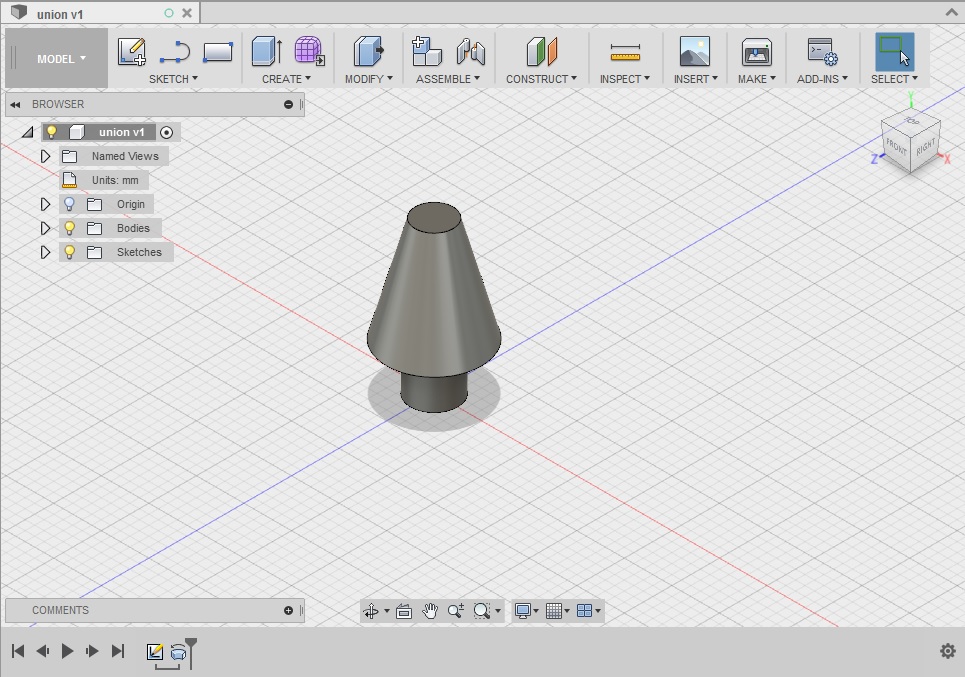 union v1
MODEL
SKETCH
CREATE
MODIFY
ASSEMBLE
CONSTRUCT
INSPECT
INSERT
MAKE
ADD-INS
SELECT
BROWSER
union v1
Named Views
Units: mm
Origin
Bodies
Sketches
Y
TOP
FRONT
RIGHT
Z
X
COMMENTS